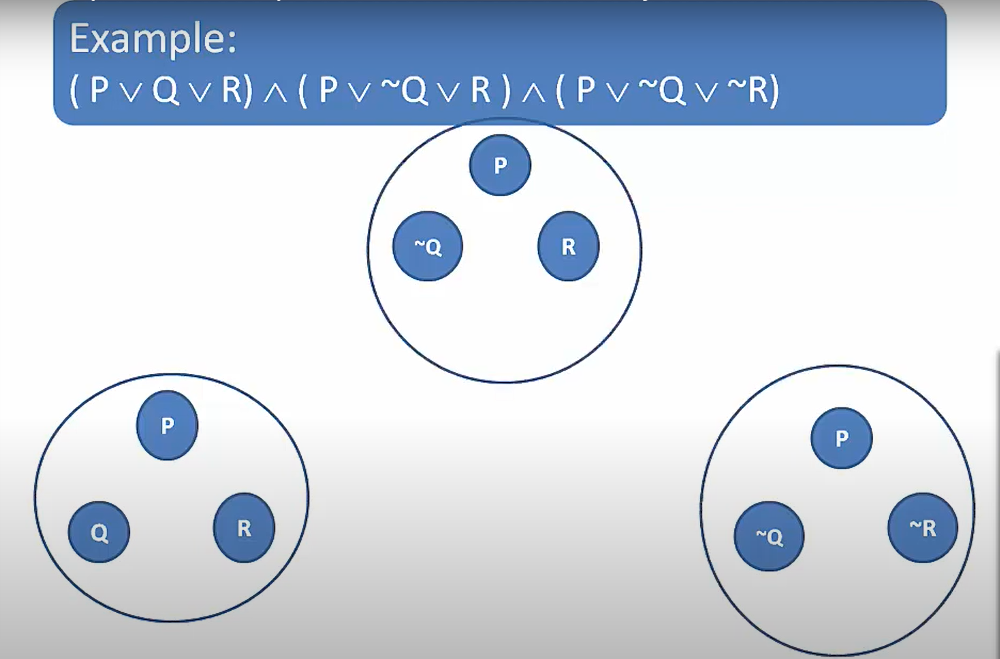 Example:
( P ∨ Q ∨ R) ∧ ( P ∨ ~Q ∨ R ) ∧ ( P ∨ ~Q ∨ ~R)
P
~Q
R
P
Q
R
P
~Q
~R